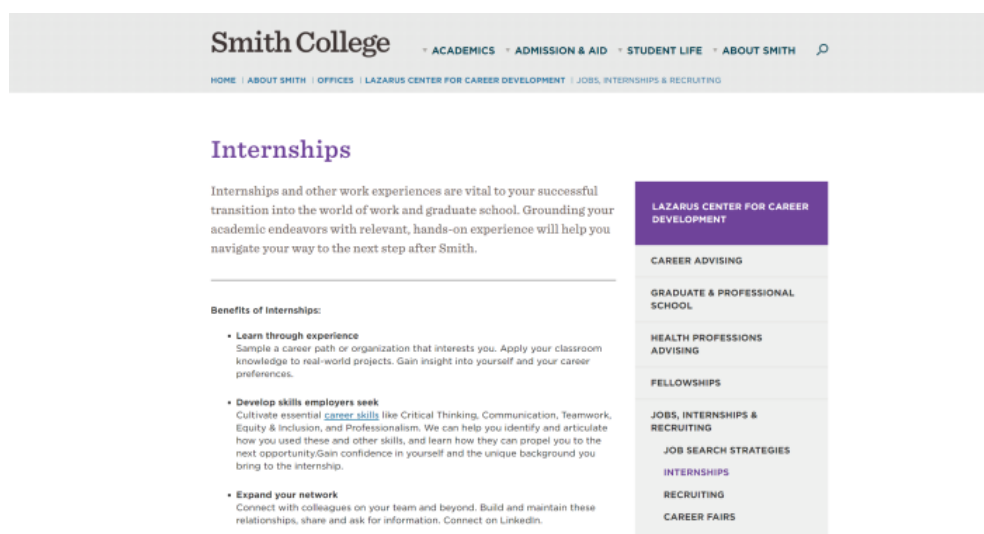 Smith College
ACADEMICS ADMISSION & AID STUDENT LIFE ABOUT SMITH
HOME | ABOUT SMITH | OFFICES | LAZARUS CENTER FOR CAREER DEVELOPMENT | JOBS, INTERNSHIPS & RECRUITING
Internships
Internships and other work experiences are vital to your successful
transition into the world of work and graduate school. Grounding your
academic endeavors with relevant, hands-on experience will help you
navigate your way to the next step after Smith.
Benefits of Internships:
• Learn through experience
Sample a career path or organization that interests you. Apply your classroom
knowledge to real-world projects. Gain insight into yourself and your career
preferences.
• Develop skills employers seek
Cultivate essential career skills like Critical Thinking, Communication, Teamwork,
Equity & Inclusion, and Professionalism. We can help you identify and articulate
how you used these and other skills, and learn how they can propel you to the
next opportunity.Gain confidence in yourself and the unique background you
bring to the internship.
• Expand your network
Connect with colleagues on your team and beyond. Build and maintain these
relationships, share and ask for information. Connect on LinkedIn.
LAZARUS CENTER FOR CAREER
DEVELOPMENT
CAREER ADVISING
GRADUATE & PROFESSIONAL
SCHOOL
HEALTH PROFESSIONS
ADVISING
FELLOWSHIPS
JOBS, INTERNSHIPS &
RECRUITING
JOB SEARCH STRATEGIES
INTERNSHIPS
RECRUITING
CAREER FAIRS